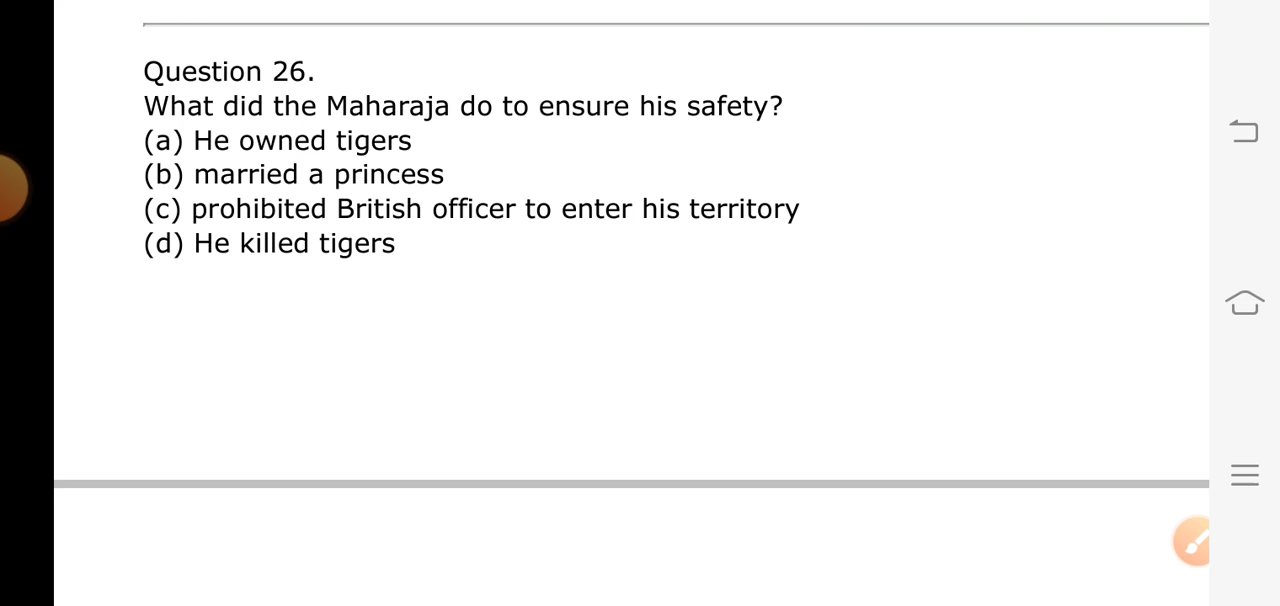 Question 26.
What did the Maharaja do to ensure his safety?
(a) He owned tigers
(b) married a princess
(c) prohibited British officer to enter his territory
(d) He killed tigers